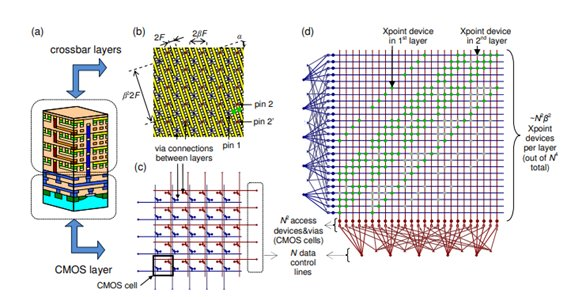 (a)
crossbar layers
CMOS layer
(b)
2F
2βF
α
β²2F
pin 2
pin 2'
pin 1
via connections
between layers
(c)
CMOS cell
N² access
devices&vias
(CMOS cells)
N data
control
lines
(d)
Xpoint device
in 1st layer
Xpoint device
in 2nd layer
~N²β²
Xpoint
devices
per layer
(out of N⁴
total)